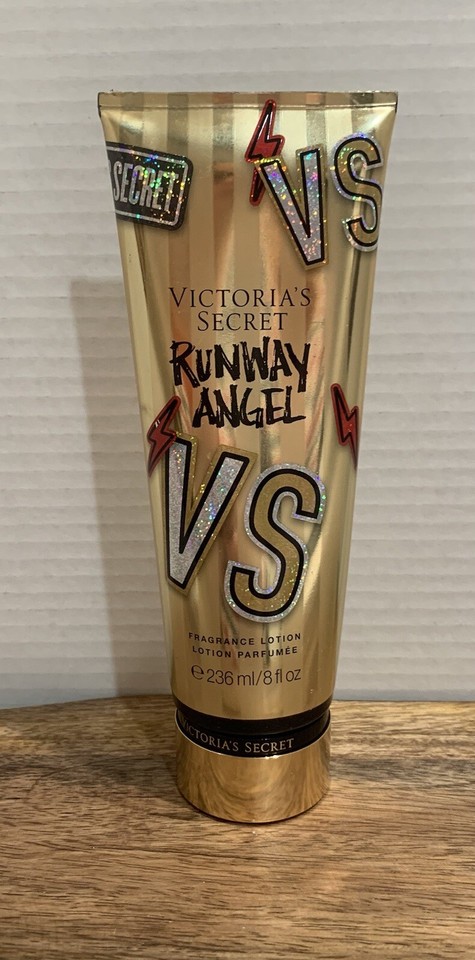 SECRET
VS
VICTORIA'S
SECRET
RUNWAY
ANGEL
VS
FRAGRANCE LOTION
LOTION PARFUMÉE
℮ 236 ml/8 fl oz
VICTORIA'S SECRET